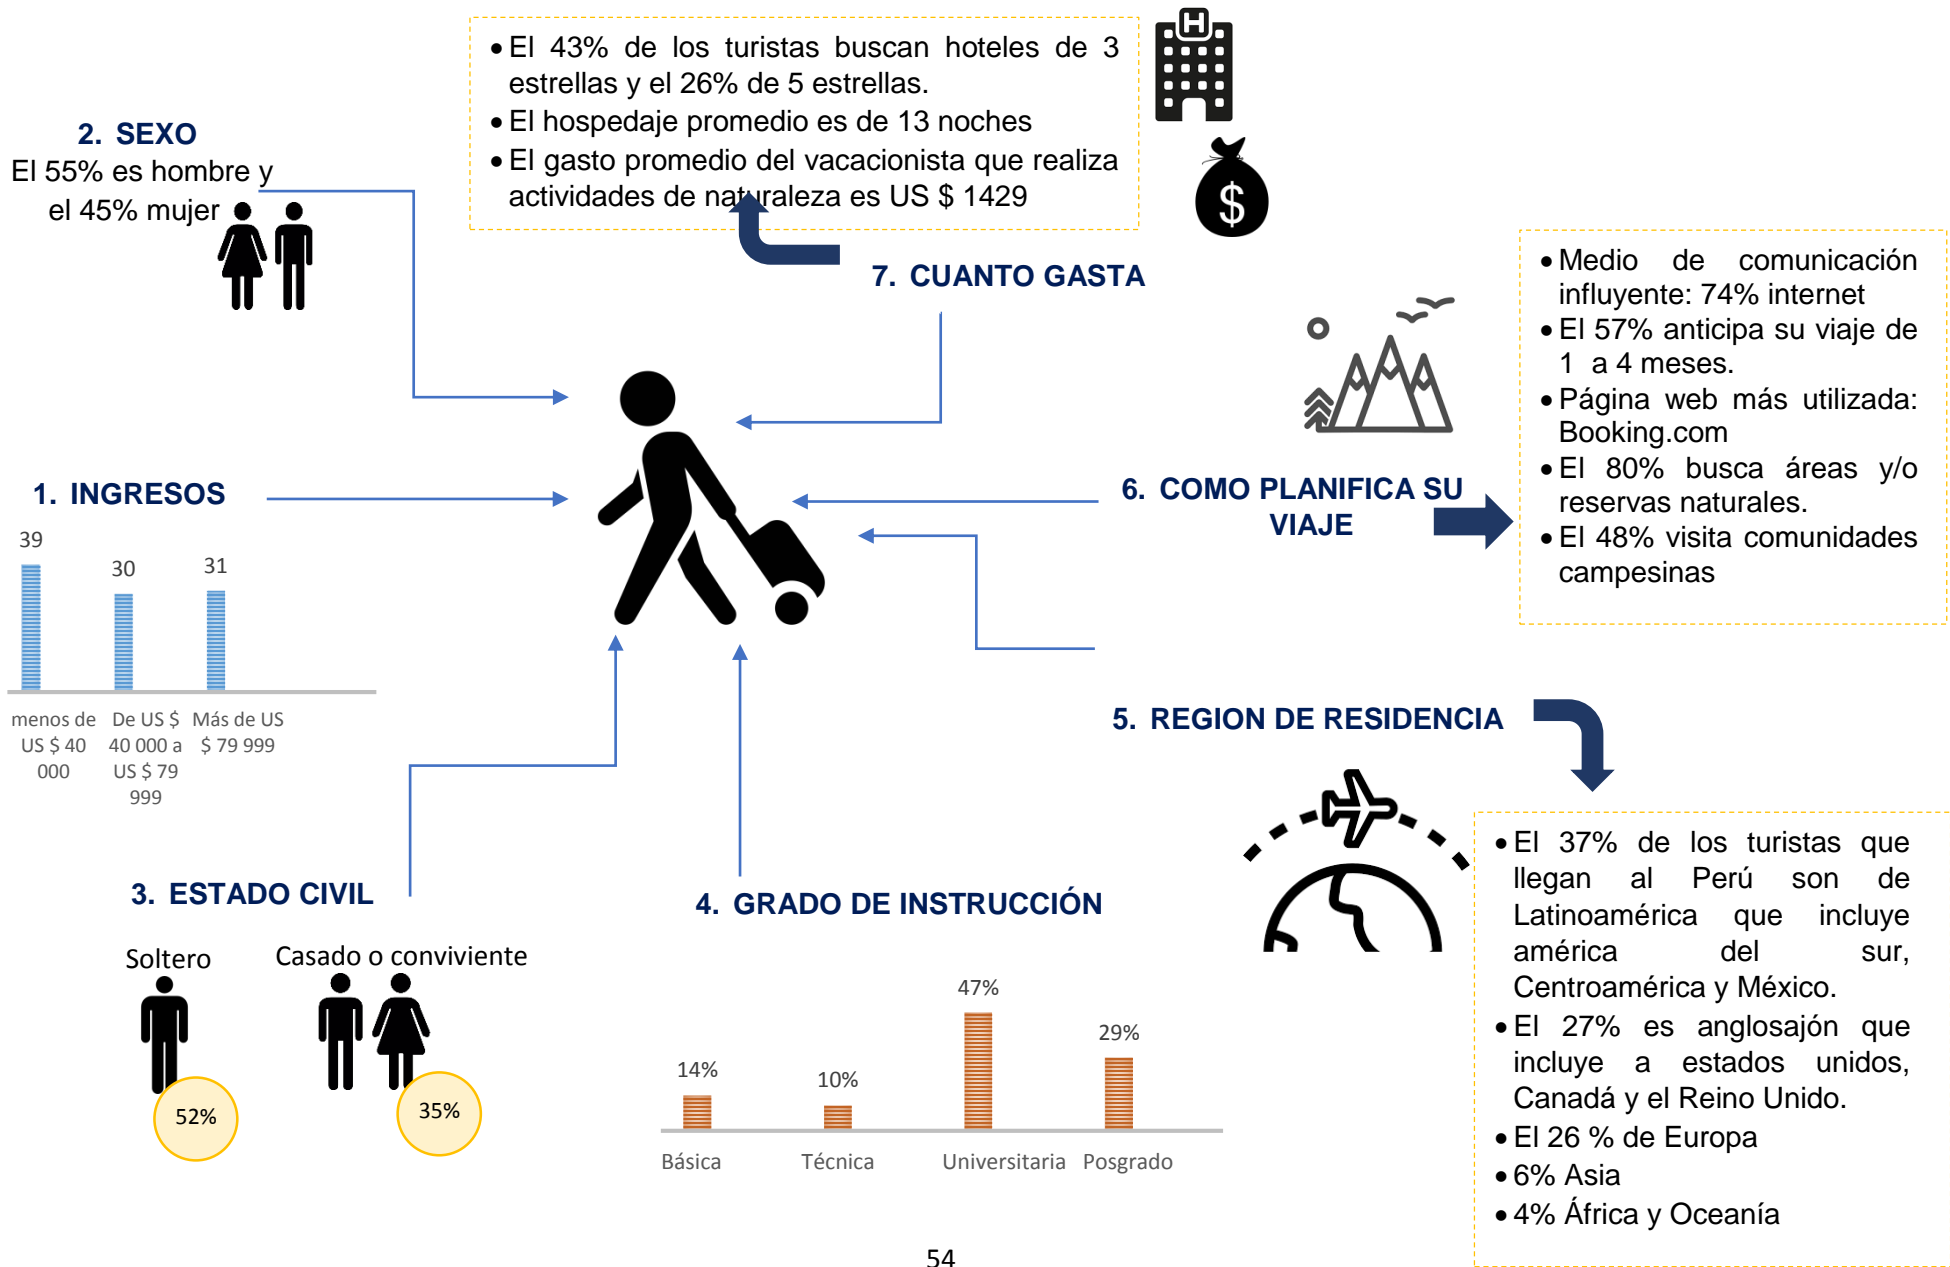 • El 43% de los turistas buscan hoteles de 3
estrellas y el 26% de 5 estrellas.
• El hospedaje promedio es de 13 noches
• El gasto promedio del vacacionista que realiza
actividades de naturaleza es US $ 1429
H
$
2. SEXO
El 55% es hombre y
el 45% mujer
7. CUANTO GASTA
• Medio de comunicación
influyente: 74% internet
• El 57% anticipa su viaje de
1 a 4 meses.
• Página web más utilizada:
Booking.com
• El 80% busca áreas y/o
reservas naturales.
• El 48% visita comunidades
campesinas
6. COMO PLANIFICA SU
VIAJE
1. INGRESOS
39
30
31
menos de
US $ 40
000
De US $
40 000 a
US $ 79
999
Más de US
$ 79 999
5. REGION DE RESIDENCIA
• El 37% de los turistas que
llegan al Perú son de
Latinoamérica que incluye
américa del sur,
Centroamérica y México.
• El 27% es anglosajón que
incluye a estados unidos,
Canadá y el Reino Unido.
• El 26 % de Europa
• 6% Asia
• 4% África y Oceanía
3. ESTADO CIVIL
Soltero
Casado o conviviente
52%
35%
4. GRADO DE INSTRUCCIÓN
14%
10%
47%
29%
Básica
Técnica
Universitaria
Posgrado
54